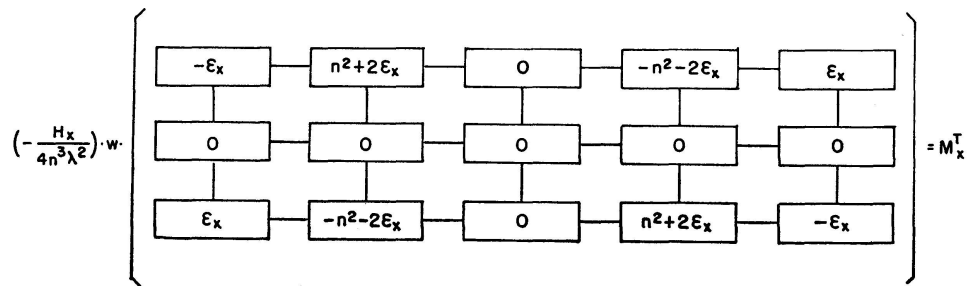 -εx n²+2εx 0 -n²-2εx εx
(-Hx/4n³λ²)·w· 0 0 0 0 0 =MxT
εx -n²-2εx 0 n²+2εx -εx